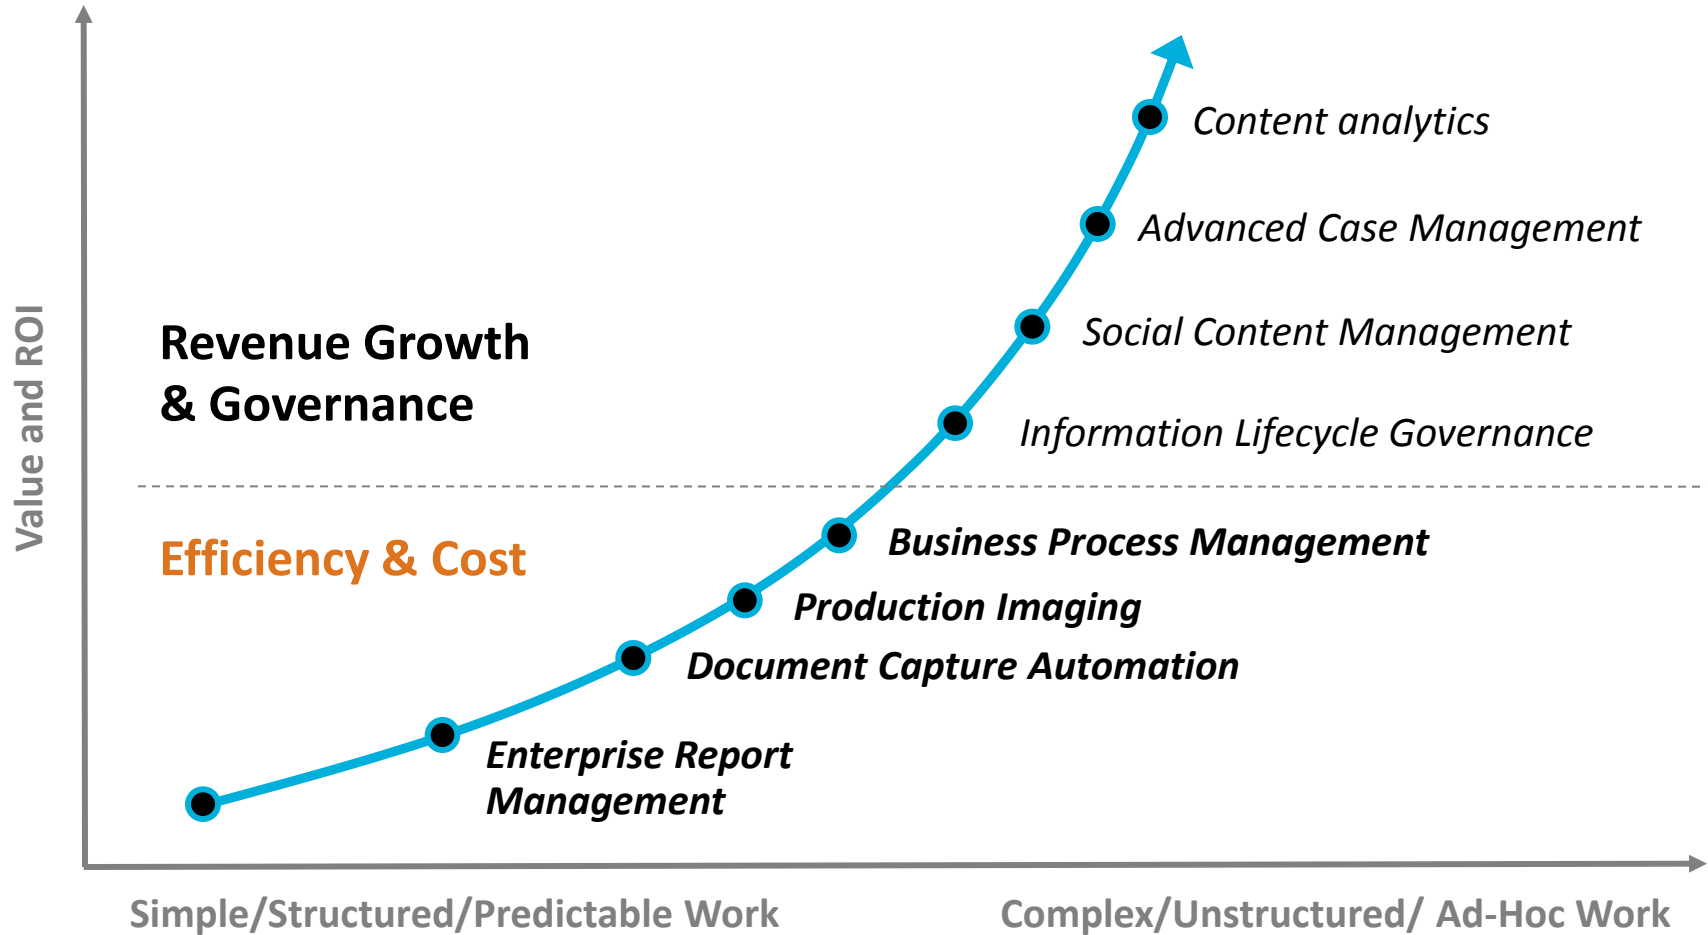 Content analytics
Advanced Case Management
Social Content Management
Revenue Growth
& Governance
Information Lifecycle Governance
Value and ROI
Efficiency & Cost
Business Process Management
Production Imaging
Document Capture Automation
Enterprise Report
Management
Simple/Structured/Predictable Work
Complex/Unstructured/ Ad-Hoc Work